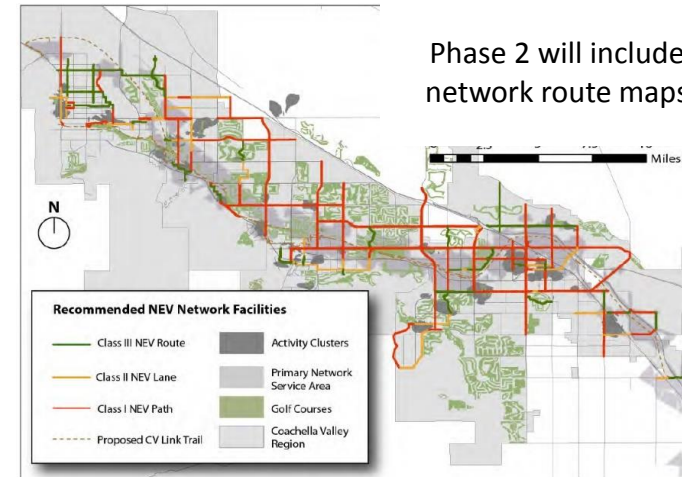 Phase 2 will include
network route maps
Miles
N
Recommended NEV Network Facilities
Class III NEV Route
Class II NEV Lane
Class I NEV Path
Proposed CV Link Trail
Activity Clusters
Primary Network
Service Area
Golf Courses
Coachella Valley
Region